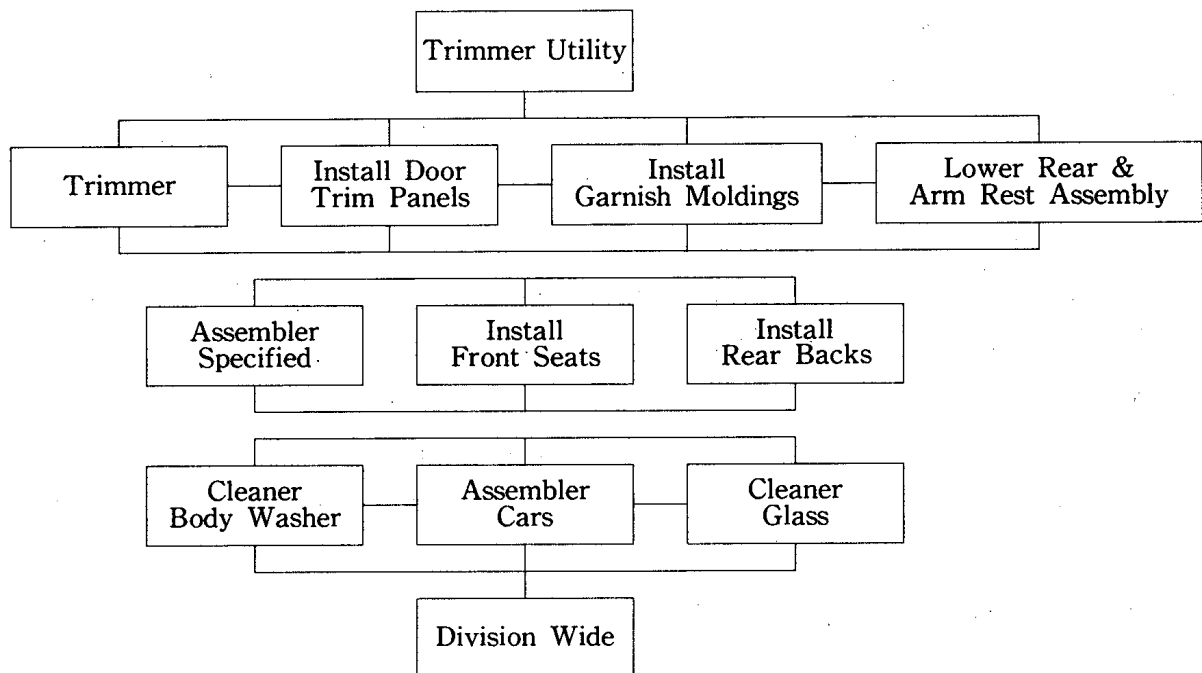 Trimmer Utility
Trimmer
Install Door
Trim Panels
Install
Garnish Moldings
Lower Rear &
Arm Rest Assembly
Assembler
Specified
Install
Front Seats
Install
Rear Backs
Cleaner
Body Washer
Assembler
Cars
Cleaner
Glass
Division Wide